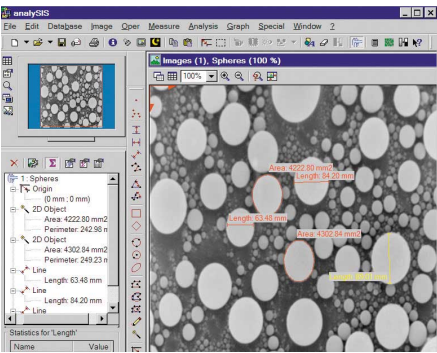 analySIS
File Edit Database Image Oper Measure Analysis Graph Special Window ?
Images (1), Spheres (100 %)
100%
1 : Spheres
Origin
(0 mm ; 0 mm)
2D Object
Area: 4222.80 mm2
Perimeter: 242.98 m
2D Object
Area: 4302.84 mm2
Perimeter: 249.23 m
Line
Length: 63.48 mm
Line
Length: 84.20 mm
Line
Statistics for 'Length'
Name Value
Area: 4222.80 mm2
Length: 84.20 mm
Length: 63.48 mm
Area: 4302.84 mm2